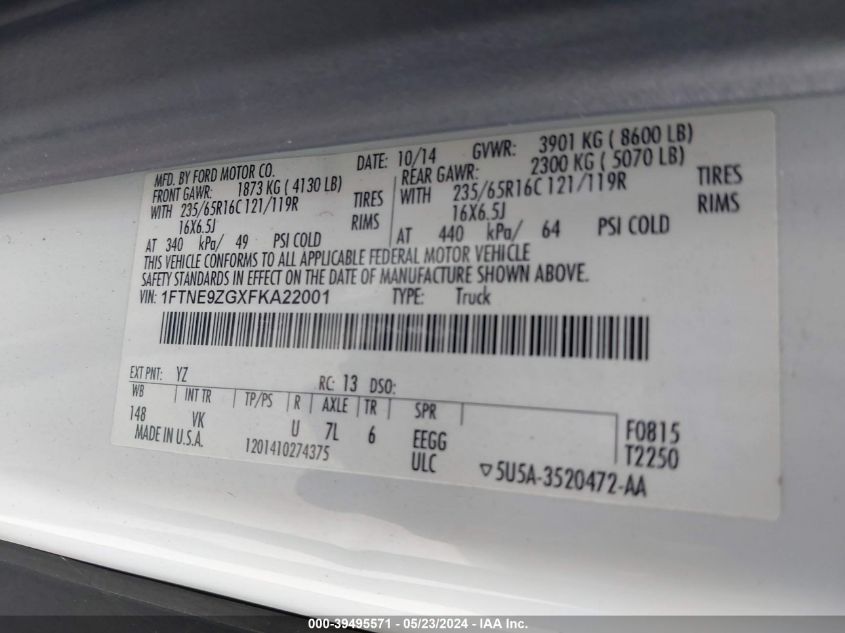 MFD. BY FORD MOTOR CO. DATE: 10/14 GVWR: 3901 KG ( 8600 LB)
FRONT GAWR: 1873 KG ( 4130 LB) REAR GAWR: 2300 KG ( 5070 LB)
WITH 235/65R16C 121/119R TIRES WITH 235/65R16C 121/119R TIRES
16X6.5J RIMS 16X6.5J RIMS
AT 340 kPa/ 49 PSI COLD AT 440 kPa/ 64 PSI COLD
THIS VEHICLE CONFORMS TO ALL APPLICABLE FEDERAL MOTOR VEHICLE
SAFETY STANDARDS IN EFFECT ON THE DATE OF MANUFACTURE SHOWN ABOVE.
VIN: 1FTNE9ZGXFKA22001 TYPE: Truck
EXT PNT: YZ RC: 13 DSO:
WB INT TR TP/PS R AXLE TR SPR
148 VK U 7L 6 EEGG F0815
MADE IN U.S.A. 1201410274375 ULC T2250
▽5U5A-3520472-AA
000-39495571 - 05/23/2024 - IAA Inc.